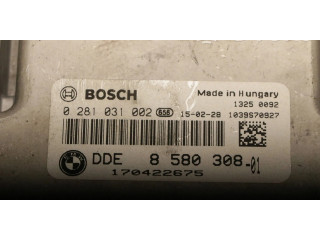 BOSCH
Made in Hungary
1325 0092
0 281 031 002 658 15-02-28 1039S70927
DDE 8 580 308-01
170422675